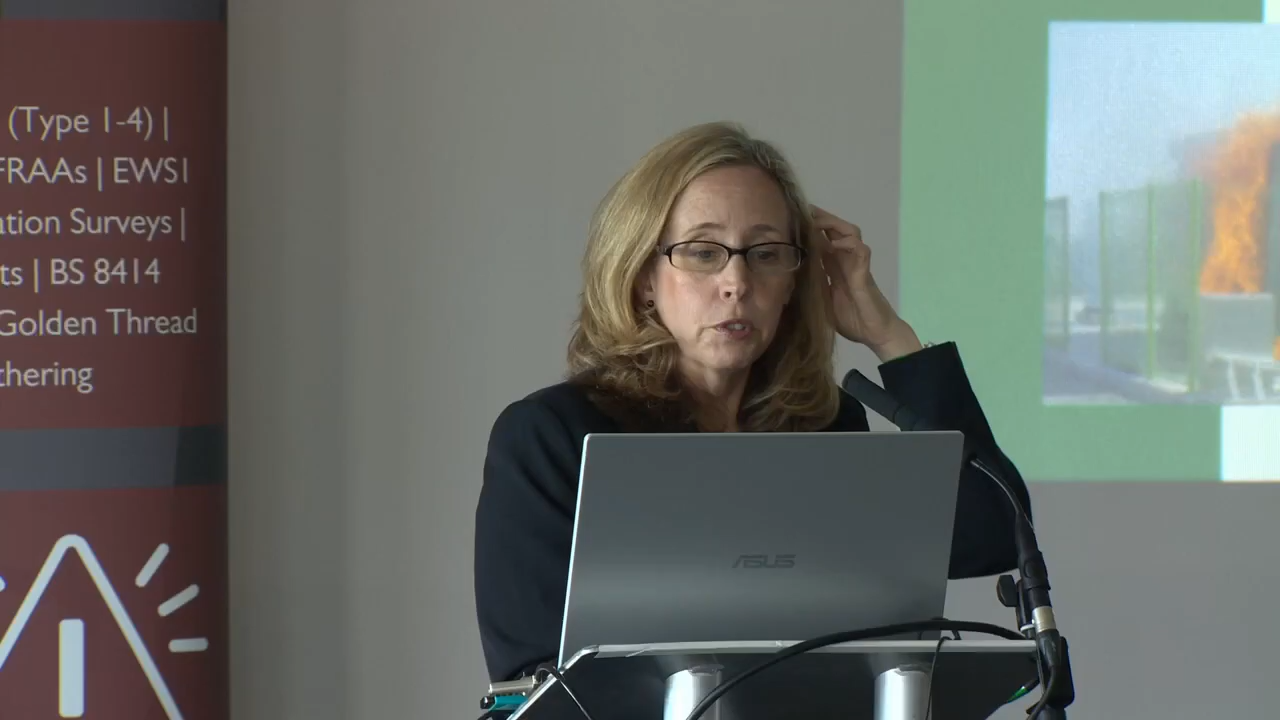 (Type 1-4) |
FRAAs | EWS1
ation Surveys |
ts | BS 8414
Golden Thread
thering
ASUS